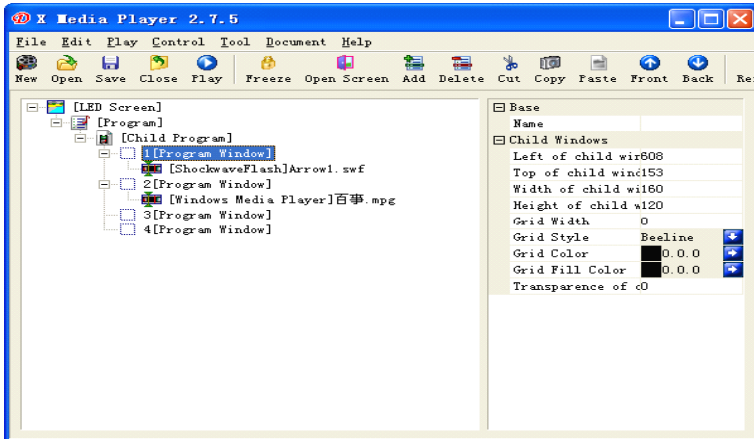 X Media Player 2.7.5
File Edit Play Control Tool Document Help
New Open Save Close Play Freeze Open Screen Add Delete Cut Copy Paste Front Back Re
[LED Screen]
[Program]
[Child Program]
1[Program Window]
[ShockwaveFlash]Arrow1.swf
2[Program Window]
[Windows Media Player]百事.mpg
3[Program Window]
4[Program Window]
Base
Name
Child Windows
Left of child wir608
Top of child wind153
Width of child wi160
Height of child w120
Grid Width 0
Grid Style Beeline
Grid Color 0.0.0
Grid Fill Color 0.0.0
Transparence of c0